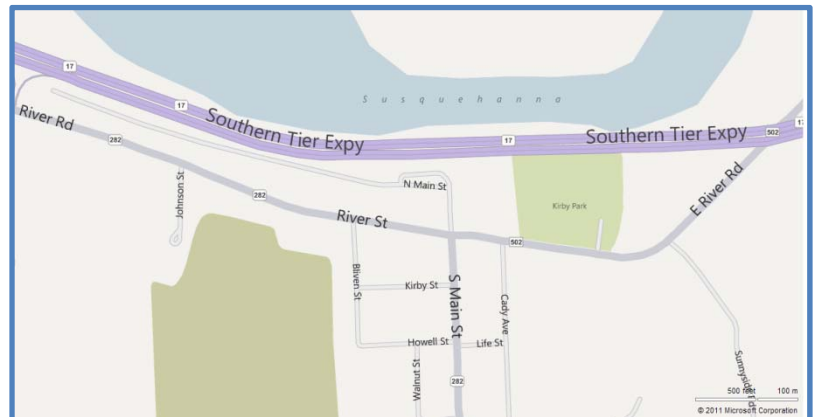 17
17
Susquehanna
Southern Tier Expy
17
Southern Tier Expy
502
River Rd
282
Johnson St
282
N Main St
Kirby Park
E River Rd
River St
502
Bliven St
Kirby St
S Main St
Cady Ave
Howell St
Life St
Walnut St
282
Sunnyside Rd
500 feet 100 m
© 2011 Microsoft Corporation